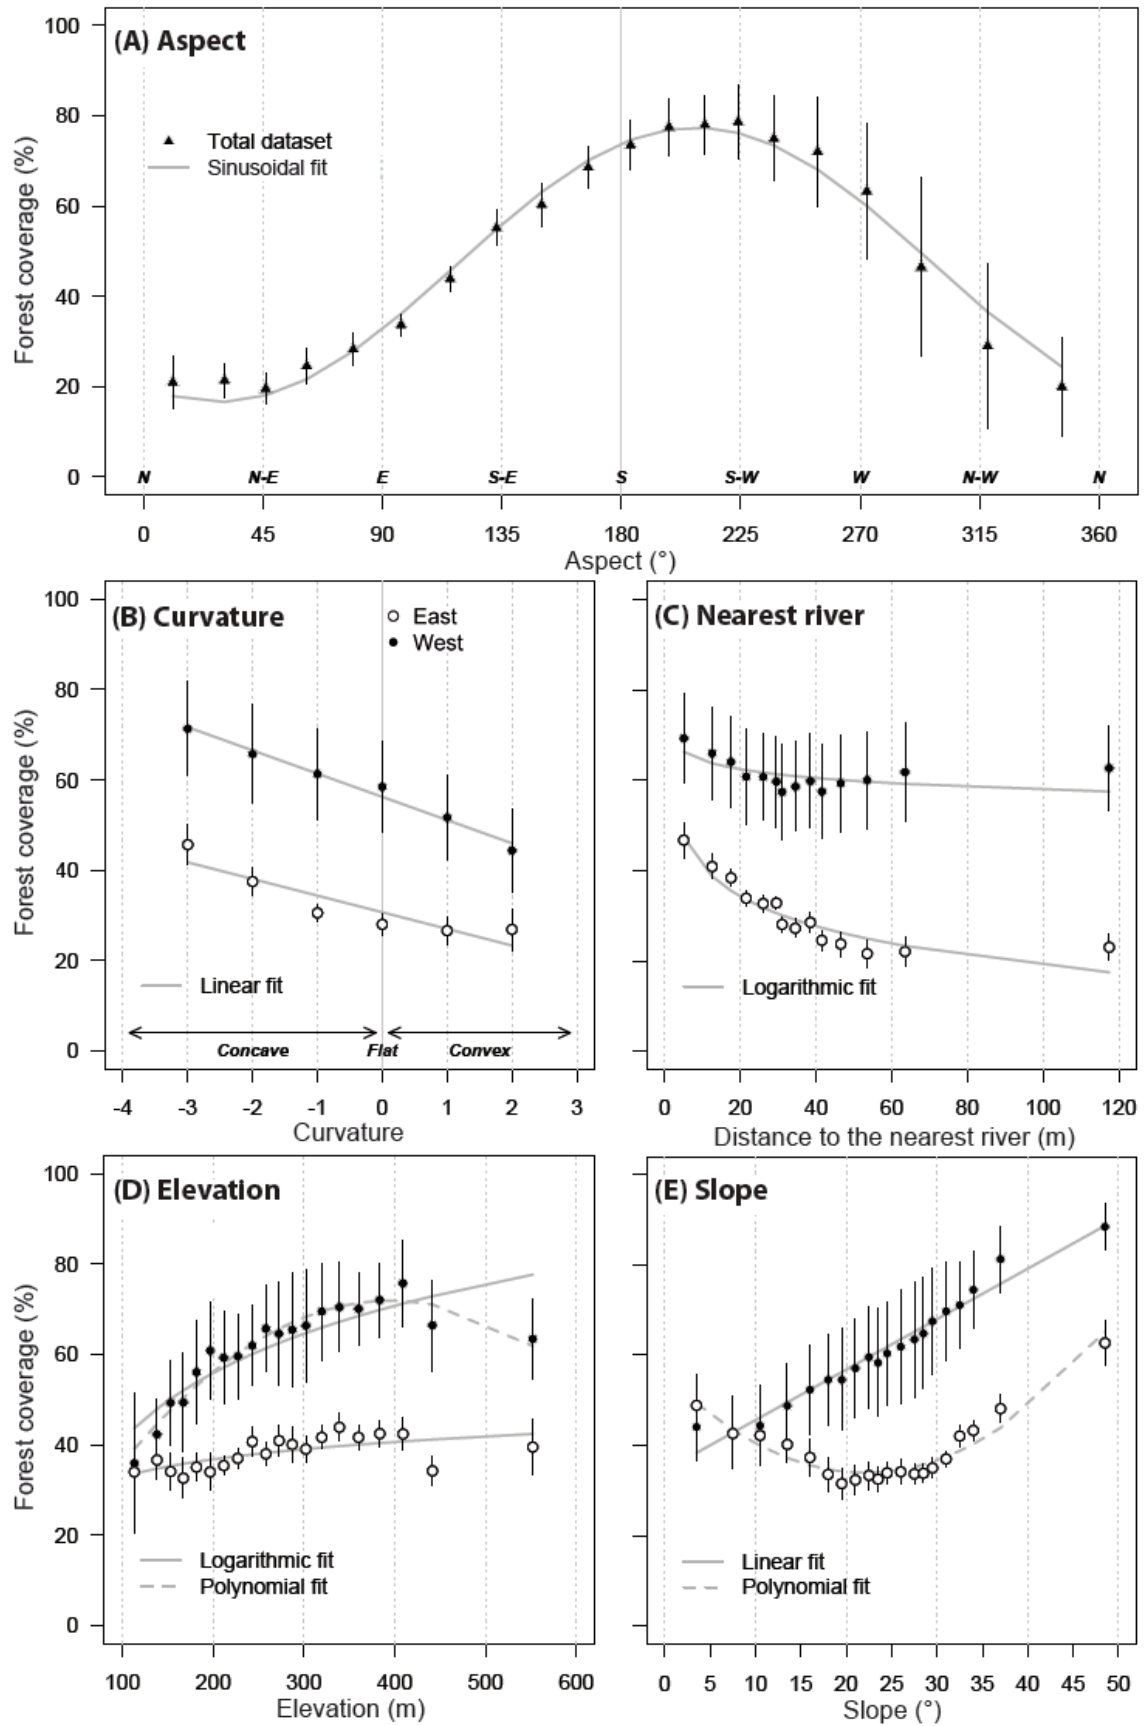 (A) Aspect
Total dataset
Sinusoidal fit
Forest coverage (%)
100
80
60
40
20
0
N N-E E S-E S S-W W N-W N
0 45 90 135 180 225 270 315 360
Aspect (°)
(B) Curvature
East
West
Forest coverage (%)
100
80
60
40
20
0
Linear fit
Concave Flat Convex
-4 -3 -2 -1 0 1 2 3
Curvature
(C) Nearest river
Logarithmic fit
0 20 40 60 80 100 120
Distance to the nearest river (m)
(D) Elevation
Forest coverage (%)
100
80
60
40
20
0
Logarithmic fit
Polynomial fit
100 200 300 400 500 600
Elevation (m)
(E) Slope
Linear fit
Polynomial fit
0 5 10 15 20 25 30 35 40 45 50
Slope (°)